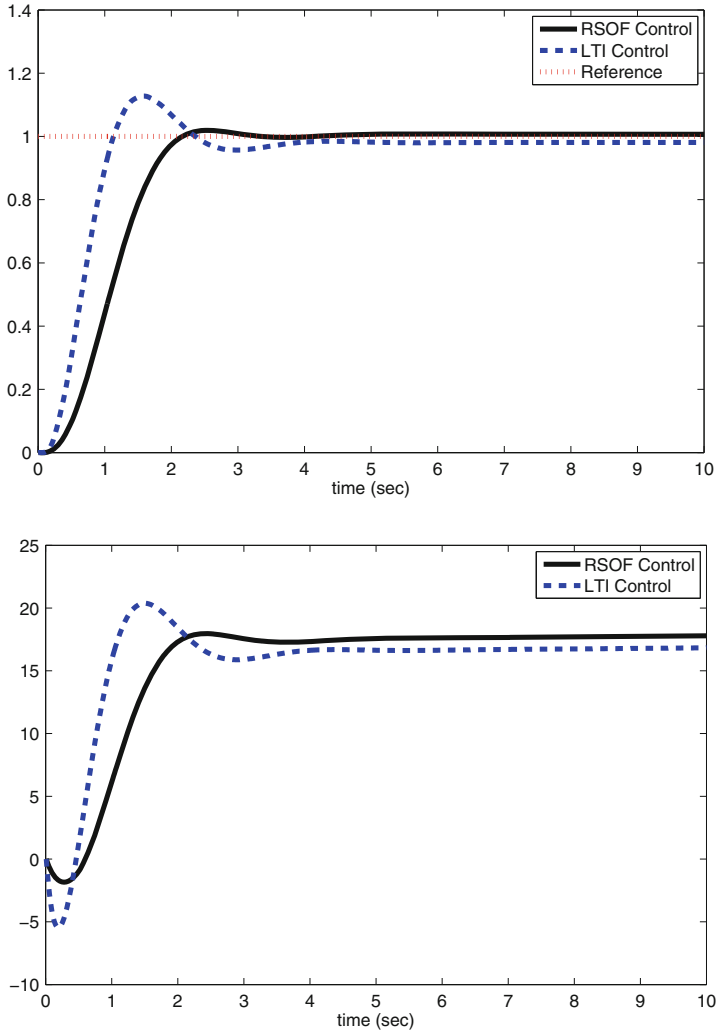 1.4
1.2
1
0.8
0.6
0.4
0.2
0
RSOF Control
LTI Control
Reference
0 1 2 3 4 5 6 7 8 9 10
time (sec)
25
20
15
10
5
0
−5
−10
RSOF Control
LTI Control
0 1 2 3 4 5 6 7 8 9 10
time (sec)